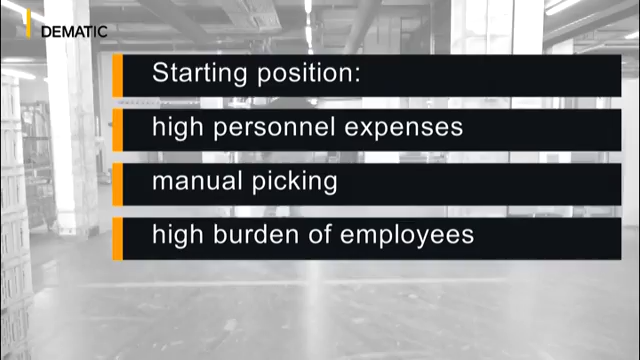 DEMATIC
Starting position:
high personnel expenses
manual picking
high burden of employees